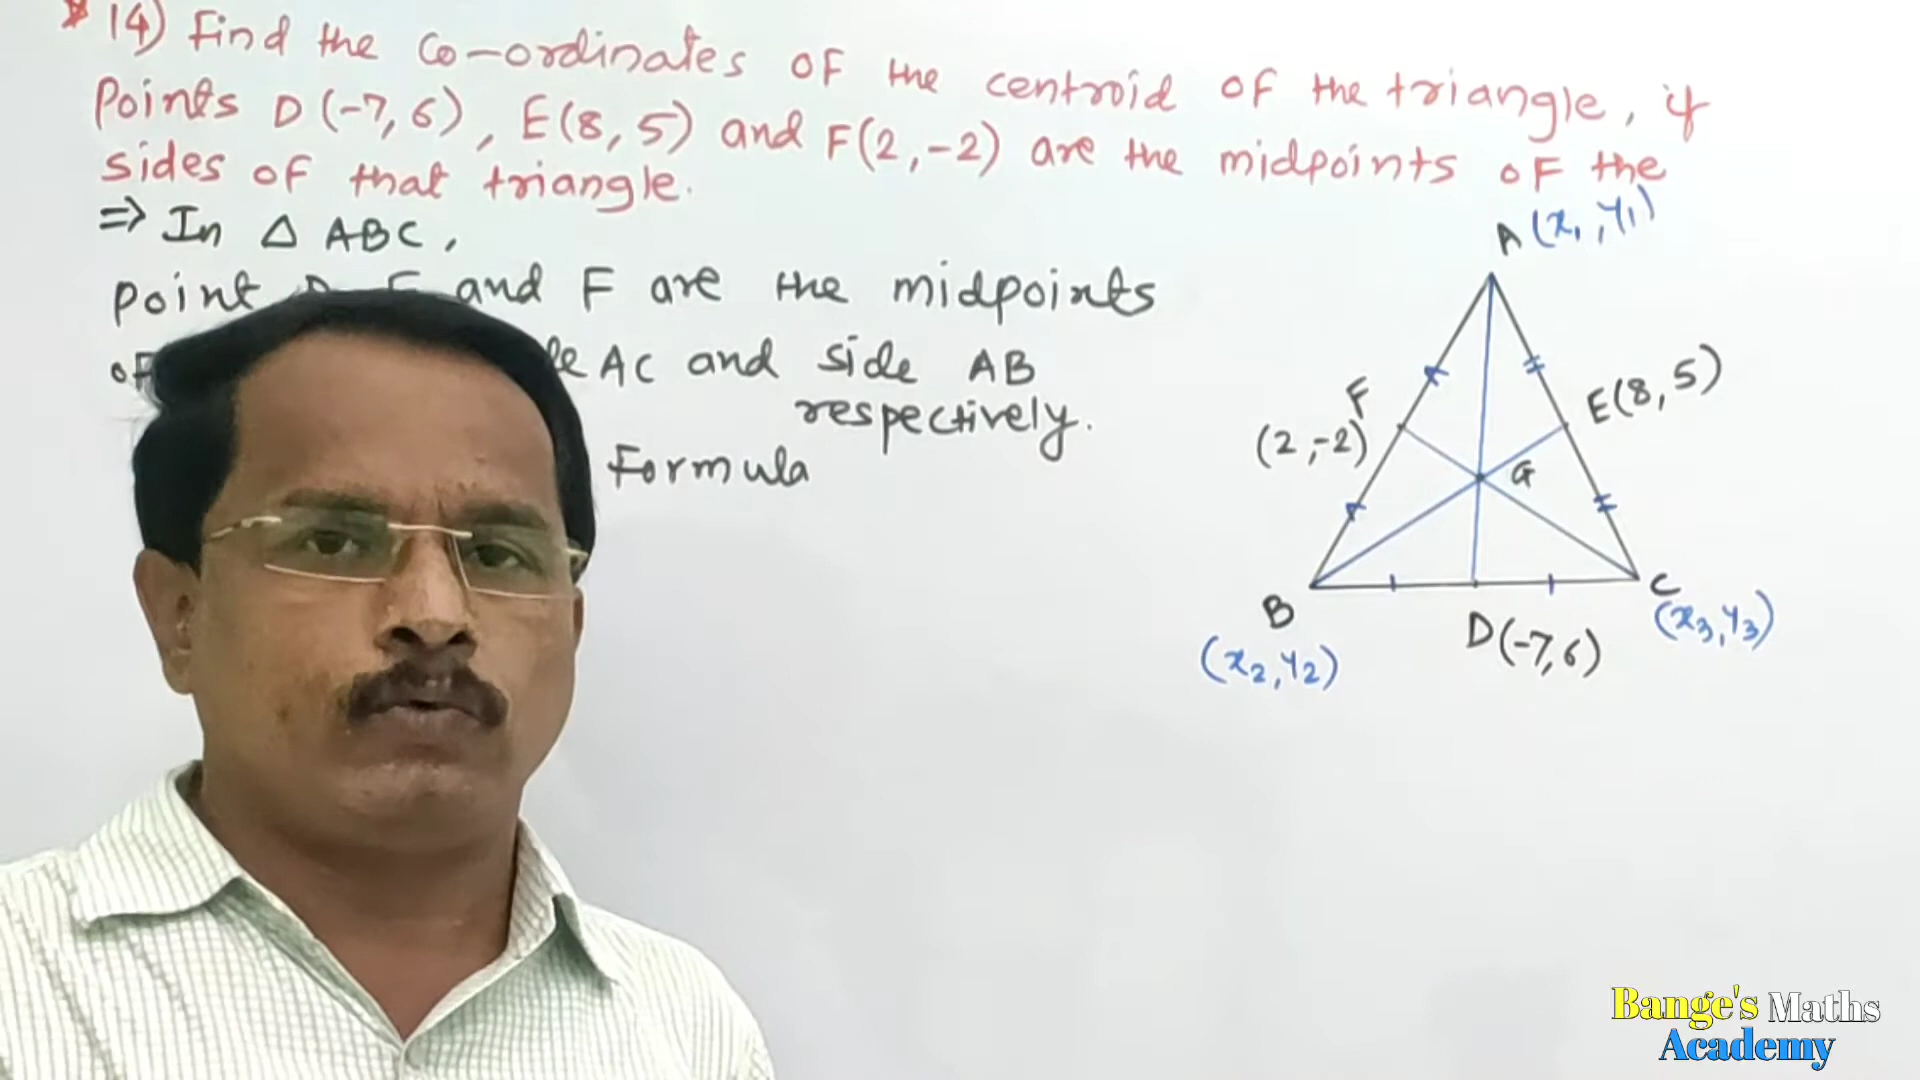 14) Find the co-ordinates of the centroid of the triangle, if
points D(-7,6), E(8,5) and F(2,-2) are the midpoints of the
sides of that triangle.
⇒ In △ ABC,
point and F are the midpoints
of AC and side AB
respectively.
Formula
A(x₁,y₁)
F
(2,-2)
E(8,5)
G
B
(x₂,y₂)
D(-7,6)
C
(x₃,y₃)
Bange's Maths
Academy